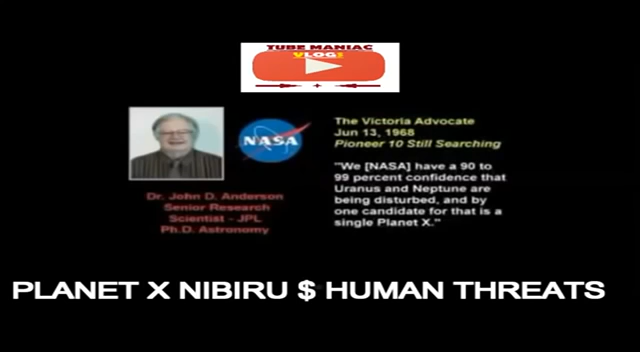 TUBE MANIAC
VLOGS
NASA
The Victoria Advocate
Jun 13, 1968
Pioneer 10 Still Searching
"We [NASA] have a 90 to
99 percent confidence that
Uranus and Neptune are
being disturbed, and by
one candidate for that is a
single Planet X."
Dr. John D. Anderson
Senior Research
Scientist - JPL
Ph.D. Astronomy
PLANET X NIBIRU $ HUMAN THREATS